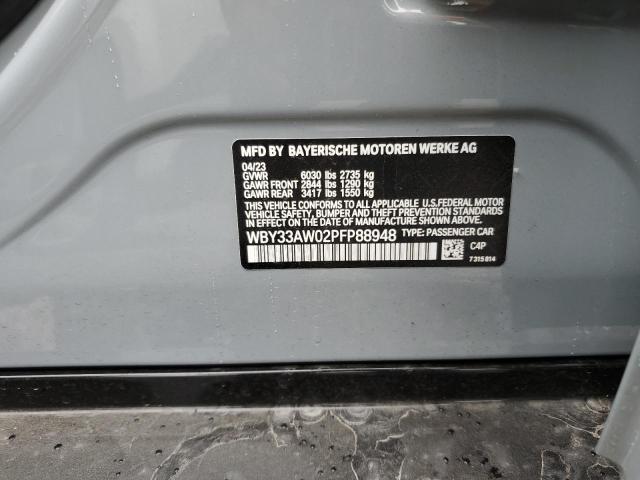 MFD BY BAYERISCHE MOTOREN WERKE AG
04/23
GVWR 6030 lbs 2735 kg
GAWR FRONT 2844 lbs 1290 kg
GAWR REAR 3417 lbs 1550 kg
THIS VEHICLE CONFORMS TO ALL APPLICABLE U.S.FEDERAL MOTOR
VEHICLE SAFETY, BUMPER AND THEFT PREVENTION STANDARDS IN
EFFECT ON THE DATE OF MANUFACTURE SHOWN ABOVE.
WBY33AW02PFP88948 TYPE: PASSENGER CAR
C4P
7315814